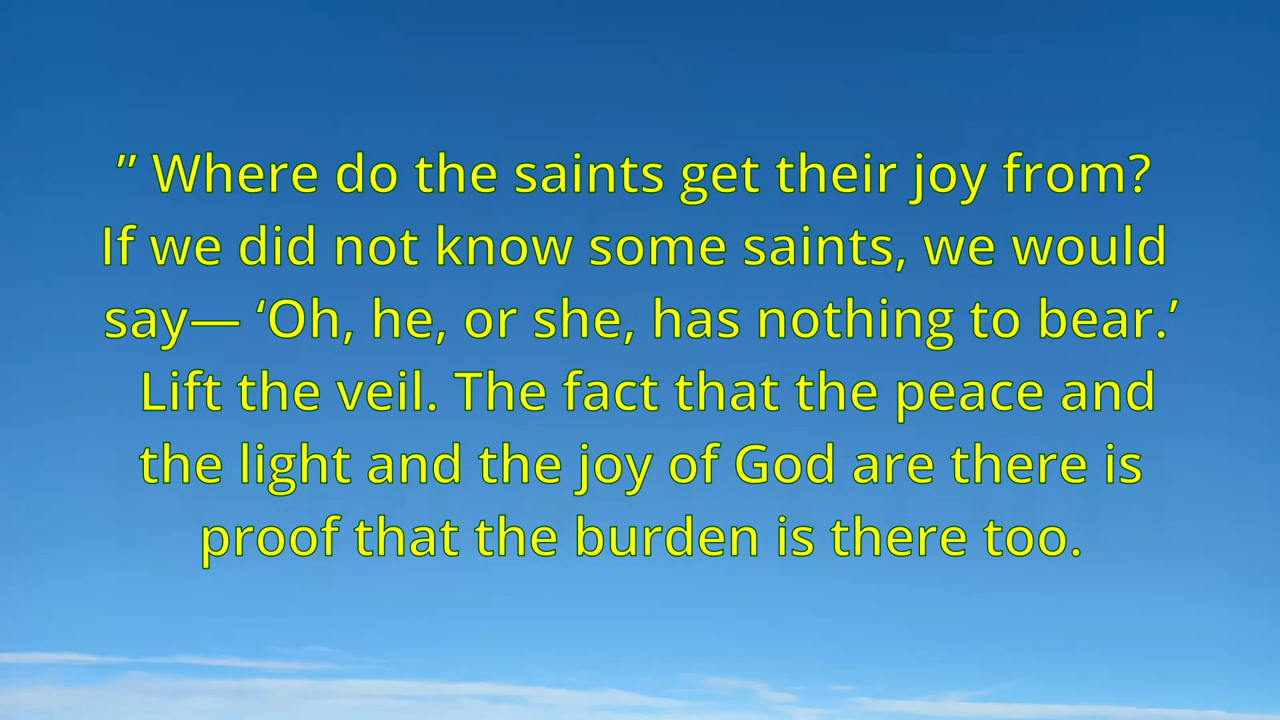 ” Where do the saints get their joy from?
If we did not know some saints, we would
say— ‘Oh, he, or she, has nothing to bear.’
Lift the veil. The fact that the peace and
the light and the joy of God are there is
proof that the burden is there too.